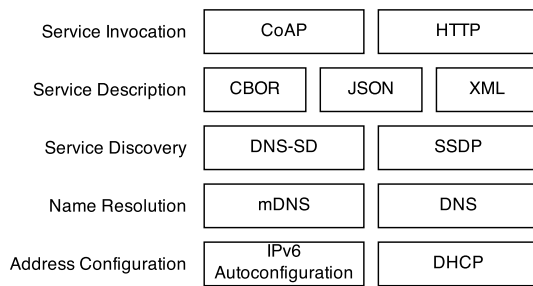 Service Invocation CoAP HTTP
Service Description CBOR JSON XML
Service Discovery DNS-SD SSDP
Name Resolution mDNS DNS
Address Configuration IPv6 Autoconfiguration DHCP